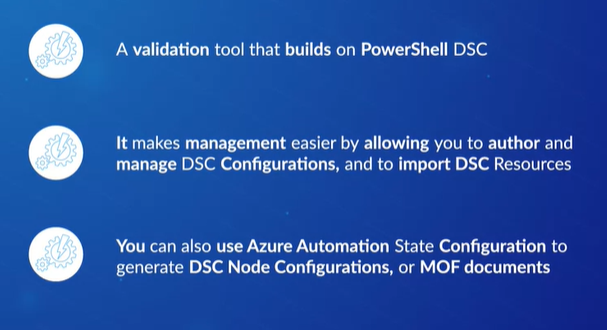 A validation tool that builds on PowerShell DSC
It makes management easier by allowing you to author and
manage DSC Configurations, and to import DSC Resources
You can also use Azure Automation State Configuration to
generate DSC Node Configurations, or MOF documents